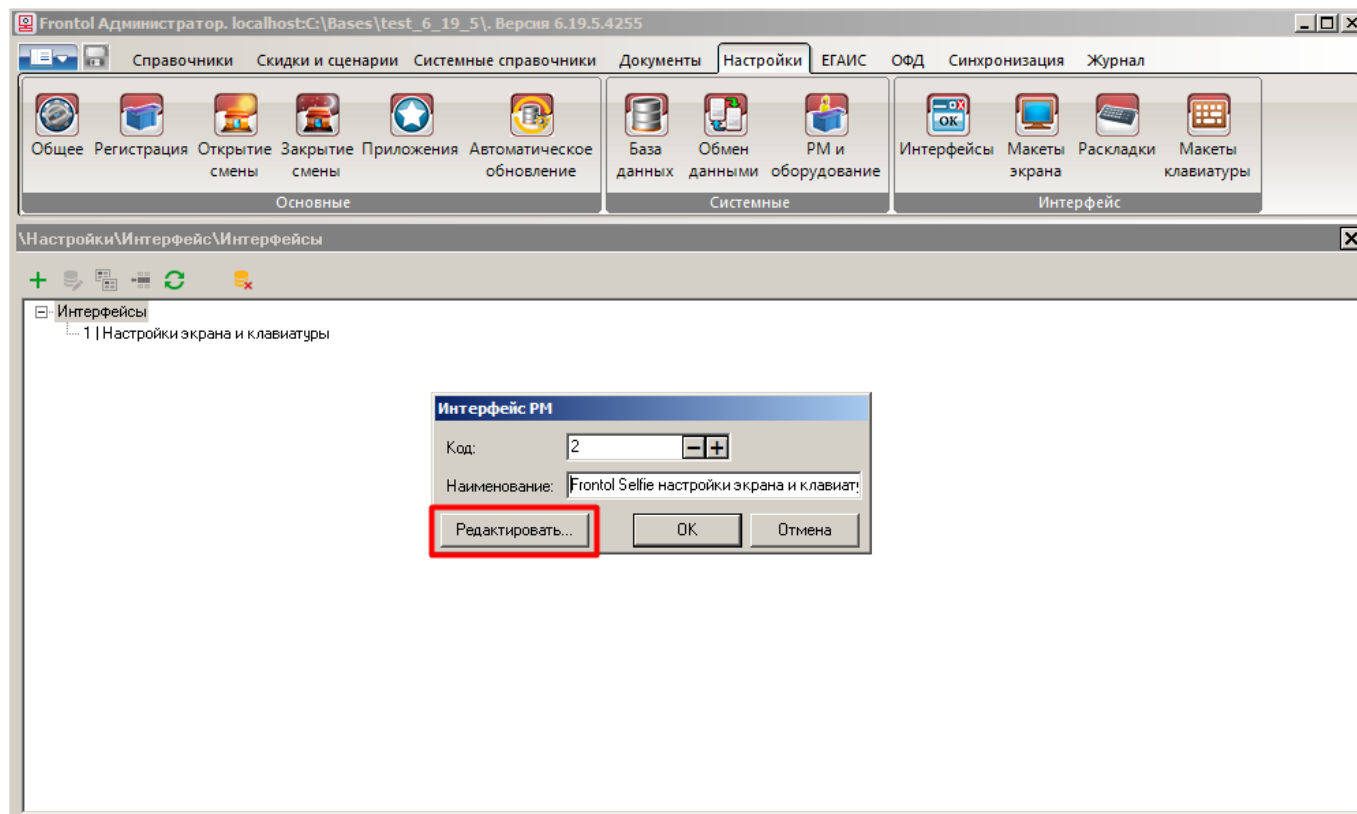 Frontol Администратор. localhost:C:\Bases\test_6_19_5\. Версия 6.19.5.4255
Справочники Скидки и сценарии Системные справочники Документы Настройки ЕГАИС ОФД Синхронизация Журнал
Общее Регистрация Открытие смены Закрытие смены Приложения Автоматическое обновление База данных Обмен данными РМ и оборудование Интерфейсы Макеты экрана Раскладки Макеты клавиатуры
Основные Системные Интерфейс
\Настройки\Интерфейс\Интерфейсы
Интерфейсы
1 | Настройки экрана и клавиатуры
Интерфейс РМ
Код: 2
Наименование: Frontol Selfie настройки экрана и клавиату
Редактировать... OK Отмена